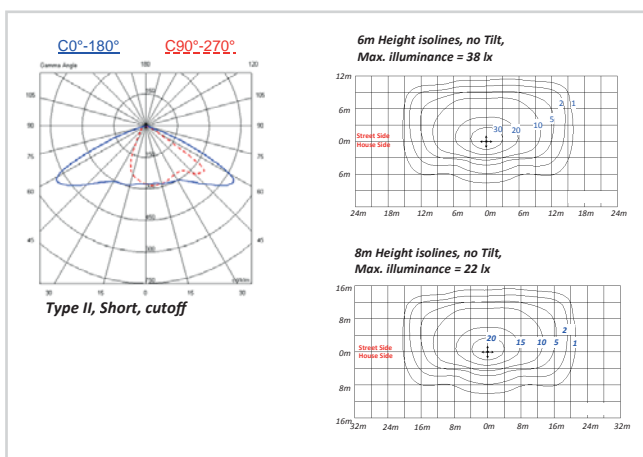 C0°-180° C90°-270°
Gamma Angle 180 120
105 105
90 90
75 75
60 60
45 45
30 15 0 15 30
Type II, Short, cutoff
6m Height isolines, no Tilt,
Max. illuminance = 38 lx
12m
6m
0m
6m
Street Side
House Side
30 20 10 5 2 1
24m 18m 12m 6m 0m 6m 12m 18m 24m
8m Height isolines, no Tilt,
Max. illuminance = 22 lx
16m
8m
0m
8m
16m
Street Side
House Side
20 15 10 5 2 1
32m 24m 16m 8m 0m 8m 16m 24m 32m